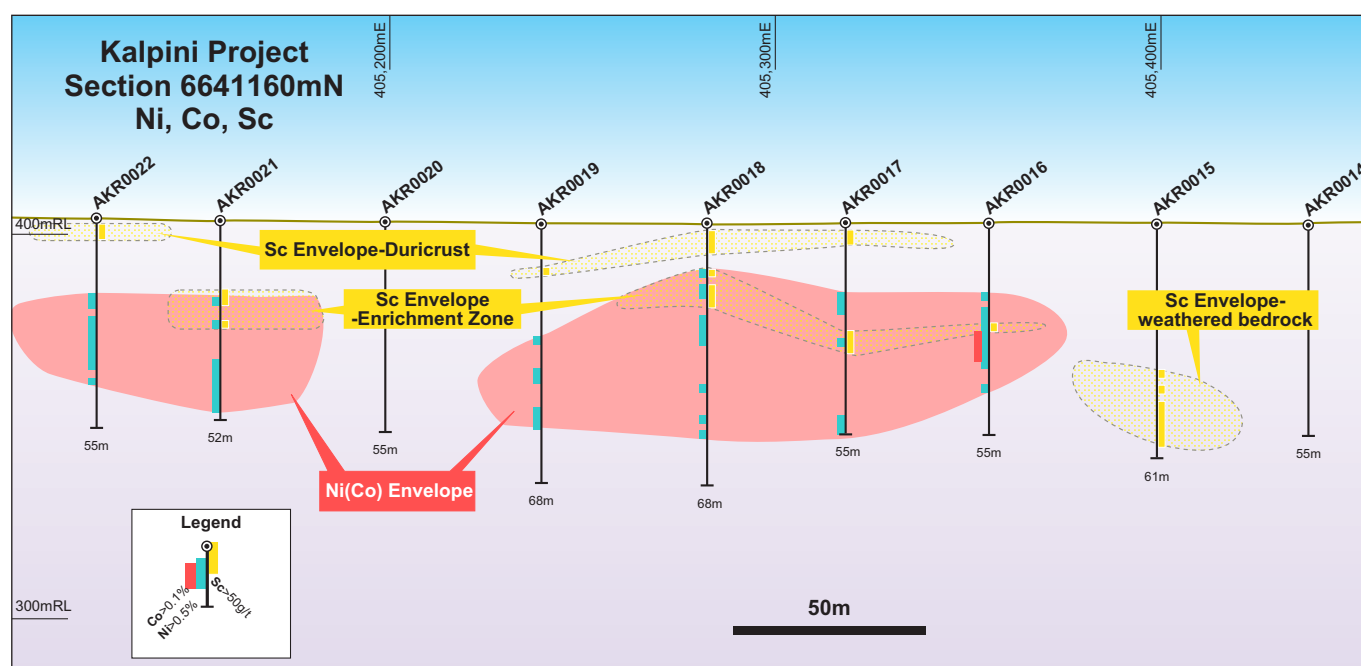 Kalpini Project
Section 6641160mN
Ni, Co, Sc
405,200mE
405,300mE
405,400mE
AKR0022
AKR0021
AKR0020
AKR0019
AKR0018
AKR0017
AKR0016
AKR0015
AKR0014
400mRL
Sc Envelope-Duricrust
Sc Envelope
-Enrichment Zone
Sc Envelope-
weathered bedrock
55m
52m
55m
68m
68m
55m
55m
61m
55m
Ni(Co) Envelope
Legend
Co>0.1%
Ni>0.5%
Sc>50g/t
300mRL
50m